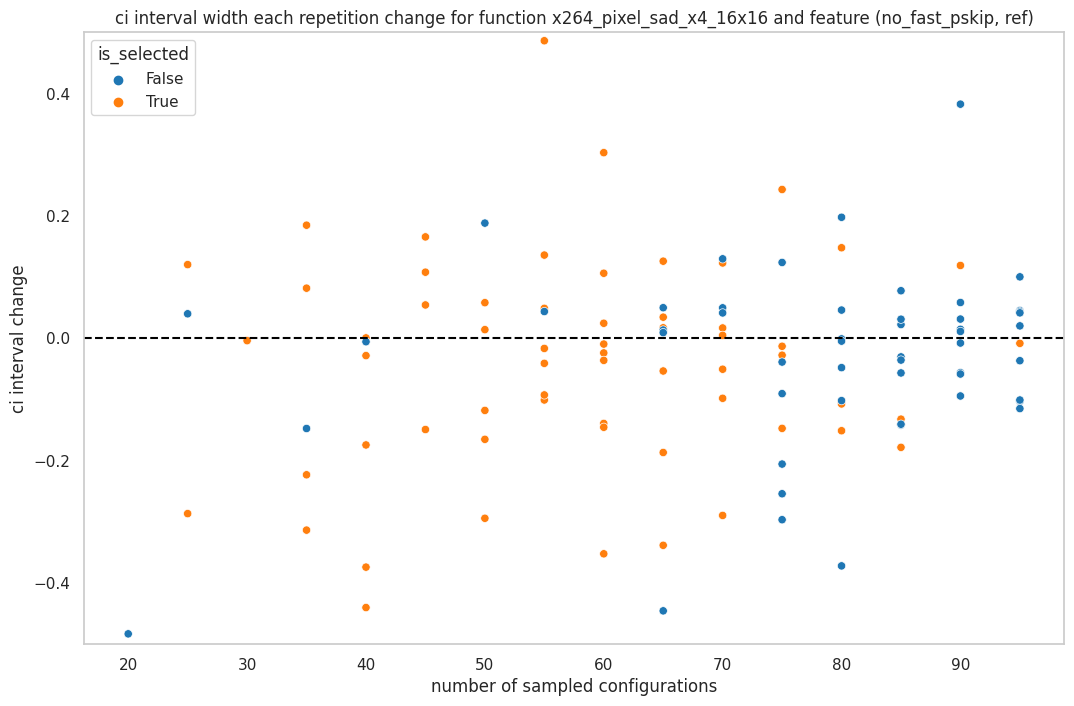 ci interval width each repetition change for function x264_pixel_sad_x4_16x16 and feature (no_fast_pskip, ref)
is_selected
False
True
0.4
0.2
0.0
−0.2
−0.4
ci interval change
20 30 40 50 60 70 80 90
number of sampled configurations